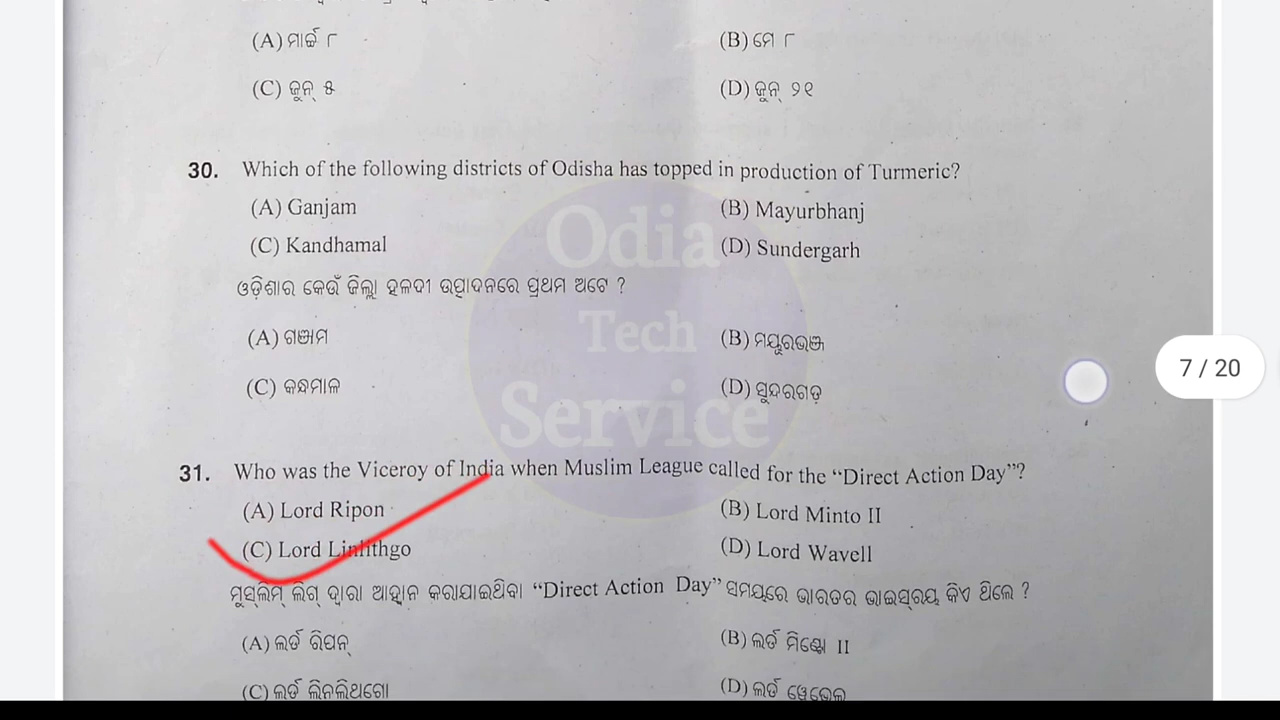 (A) ମାର୍ଚ୍ଚ ୮ (B) ମେ ୮
(C) ଜୁନ୍ ୫ (D) ଜୁନ୍ ୨୧
30. Which of the following districts of Odisha has topped in production of Turmeric?
(A) Ganjam (B) Mayurbhanj
(C) Kandhamal (D) Sundergarh
ଓଡ଼ିଶାର କେଉଁ ଜିଲ୍ଲା ହଳଦୀ ଉତ୍ପାଦନରେ ପ୍ରଥମ ଅଟେ ?
(A) ଗଞ୍ଜାମ (B) ମୟୂରଭଞ୍ଜ
(C) କନ୍ଧମାଳ (D) ସୁନ୍ଦରଗଡ଼
Odia
Tech
Service
7 / 20
31. Who was the Viceroy of India when Muslim League called for the “Direct Action Day”?
(A) Lord Ripon (B) Lord Minto II
(C) Lord Linlithgo (D) Lord Wavell
ମୁସ୍‌ଲିମ୍ ଲିଗ୍ ଦ୍ୱାରା ଆହ୍ୱାନ କରାଯାଇଥିବା “Direct Action Day” ସମୟରେ ଭାରତର ଭାଇସ୍‌ରୟ କିଏ ଥିଲେ ?
(A) ଲର୍ଡ ରିପନ୍ (B) ଲର୍ଡ ମିଣ୍ଟୋ II
(C) ଲର୍ଡ ଲିନଲିଥଗୋ (D) ଲର୍ଡ ୱେଭେଲ